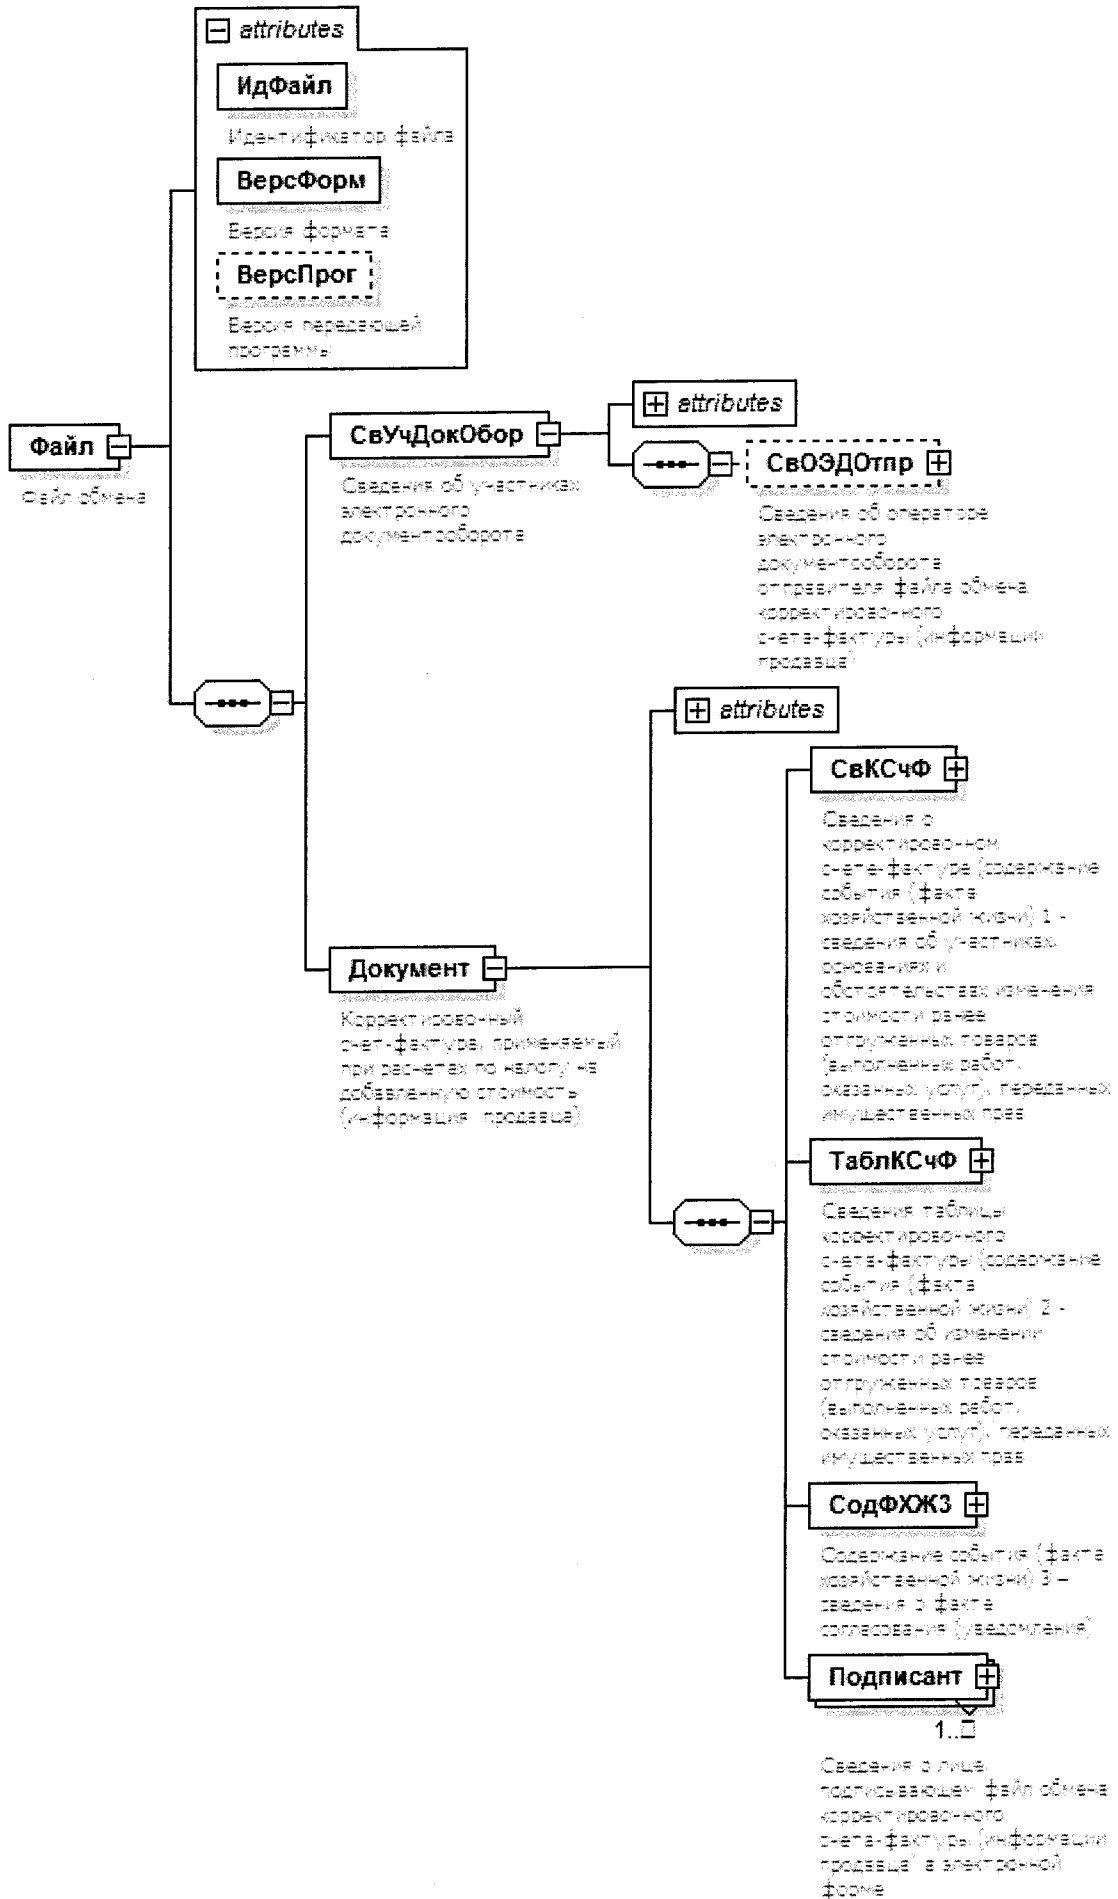 attributes
ИдФайл
Идентификатор файла
ВерсФорм
Версия формата
ВерсПрог
Версия передающей
программы
Файл
Файл обмена
СвУчДокОбор
Сведения об участниках
электронного
документооборота
attributes
СвОЭДОтпр
Сведения об операторе
электронного
документооборота
отправителя файла обмена
корректировочного
счета-фактуры (информации
продавца)
attributes
СвКСчФ
Сведения о
корректировочном
счете-фактуре (содержание
события (факта
хозяйственной жизни) 1 -
сведения об участниках,
основаниях и
обстоятельствах изменения
стоимости ранее
отгруженных товаров
(выполненных работ,
оказанных услуг), переданных
имущественных прав
Документ
Корректировочный
счет-фактура, применяемый
при расчетах по налогу на
добавленную стоимость
(информация продавца)
ТаблКСчФ
Сведения таблицы
корректировочного
счета-фактуры (содержание
события (факта
хозяйственной жизни) 2 -
сведения об изменении
стоимости ранее
отгруженных товаров
(выполненных работ,
оказанных услуг), переданных
имущественных прав
СодФХЖ3
Содержание события (факта
хозяйственной жизни) 3 –
сведения о факте
согласования (уведомления)
Подписант
1..□
Сведения о лице,
подписывающем файл обмена
корректировочного
счета-фактуры (информации
продавца) в электронной
форме